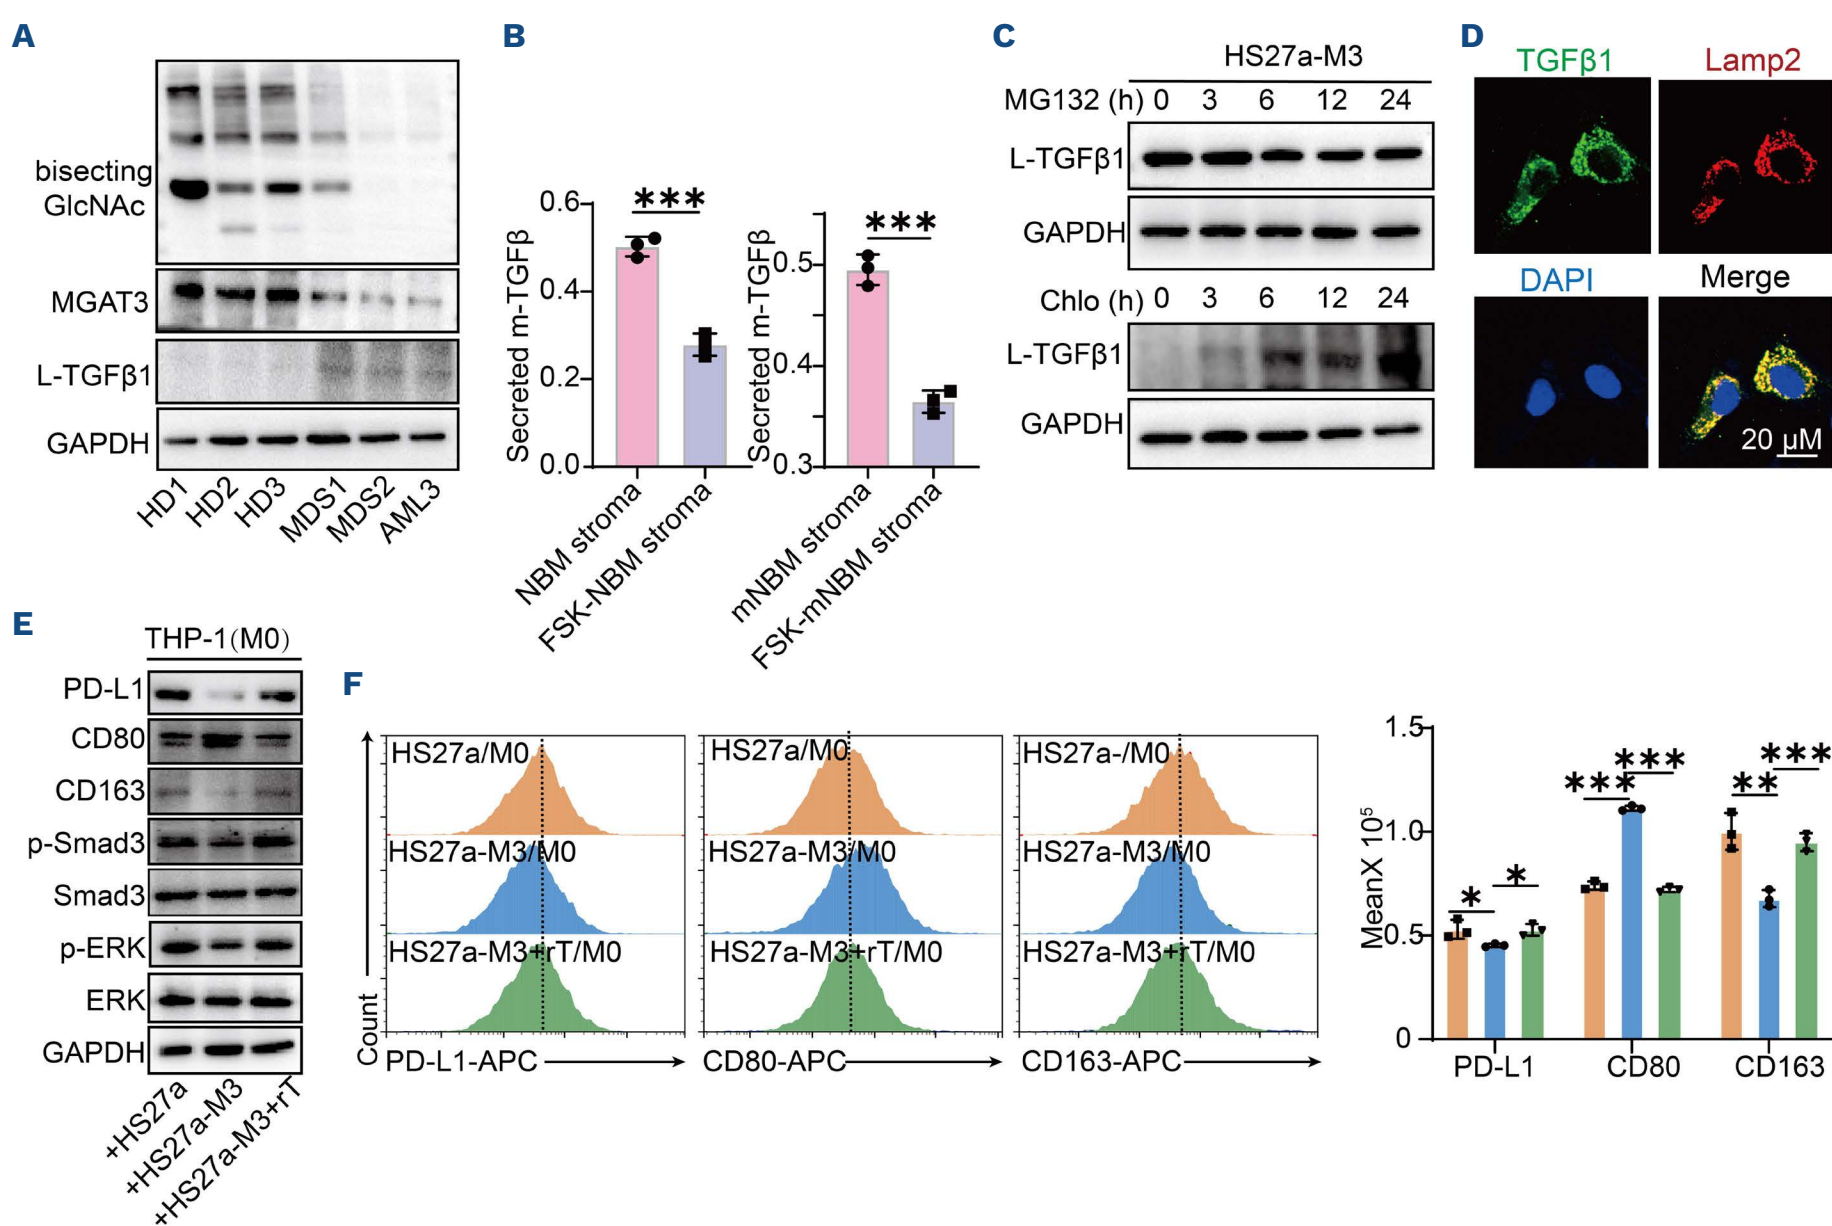 A
bisecting
GlcNAc
MGAT3
L-TGFβ1
GAPDH
HD1
HD2
HD3
MDS1
MDS2
AML3
B
Secreted m-TGFβ
0.6
0.4
0.2
0.0
***
NBM stroma
FSK-NBM stroma
Secreted m-TGFβ
0.5
0.4
0.3
***
mNBM stroma
FSK-mNBM stroma
C
HS27a-M3
MG132 (h) 0 3 6 12 24
L-TGFβ1
GAPDH
Chlo (h) 0 3 6 12 24
L-TGFβ1
GAPDH
D
TGFβ1
Lamp2
DAPI
Merge
20 µM
E
THP-1(M0)
PD-L1
CD80
CD163
p-Smad3
Smad3
p-ERK
ERK
GAPDH
+HS27a
+HS27a-M3
+HS27a-M3+rT
F
Count
HS27a/M0
HS27a-M3/M0
HS27a-M3+rT/M0
PD-L1-APC
HS27a/M0
HS27a-M3/M0
HS27a-M3+rT/M0
CD80-APC
HS27a-/M0
HS27a-M3/M0
HS27a-M3+rT/M0
CD163-APC
MeanX 10⁵
1.5
1.0
0.5
0
* *
*** ***
** ***
PD-L1
CD80
CD163